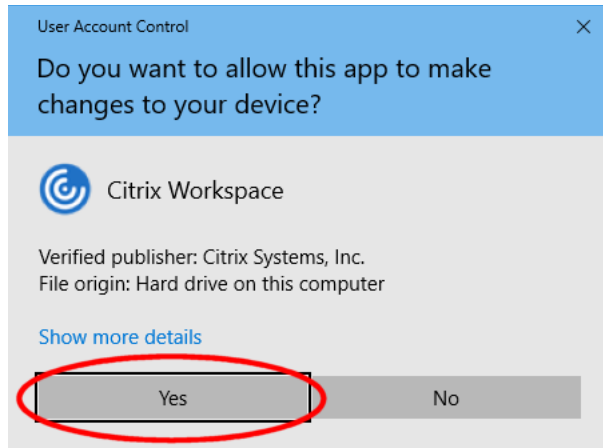 User Account Control
Do you want to allow this app to make
changes to your device?
Citrix Workspace
Verified publisher: Citrix Systems, Inc.
File origin: Hard drive on this computer
Show more details
Yes
No